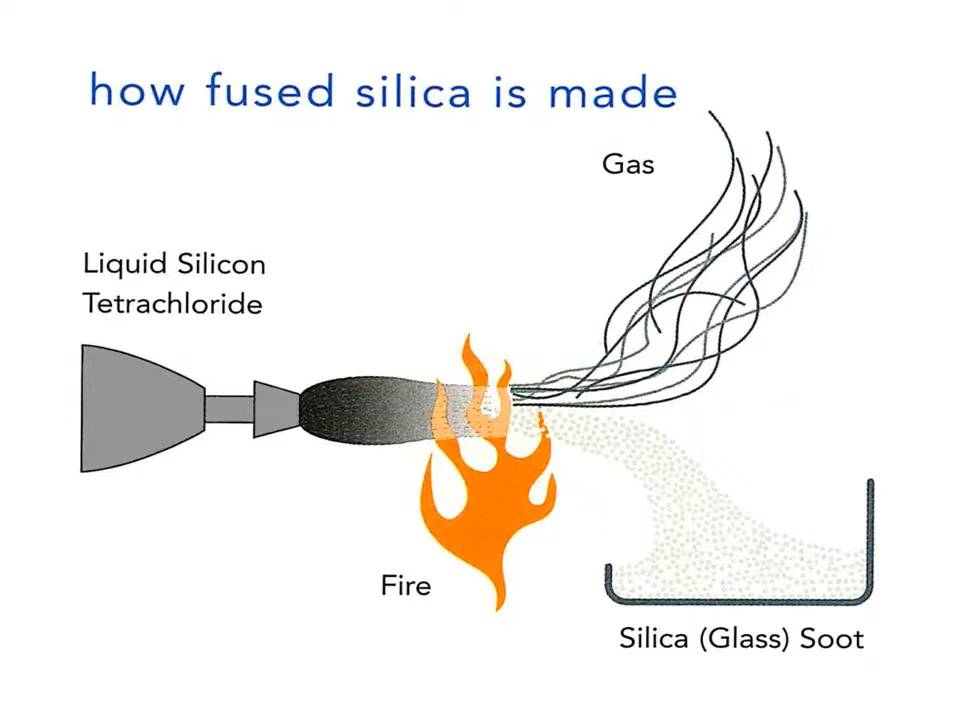 how fused silica is made
Gas
Liquid Silicon
Tetrachloride
Fire
Silica (Glass) Soot